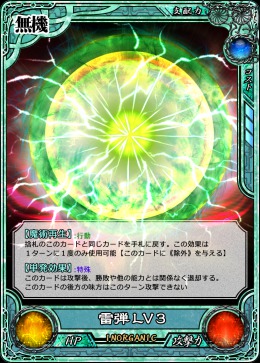 無機
支配力
コスト
【魔術再生】:行動
捨札のこのカードと同じカードを手札に戻す。この効果は
1ターンに1度のみ使用可能【このカードに《除外》を与える】
【単発効果】:特殊
このカードは攻撃後、勝敗や他の能力とは関係なく退却する。
このカードの後方の味方はこのターン攻撃できない
雷弾LV3
HP
INORGANIC
攻撃力